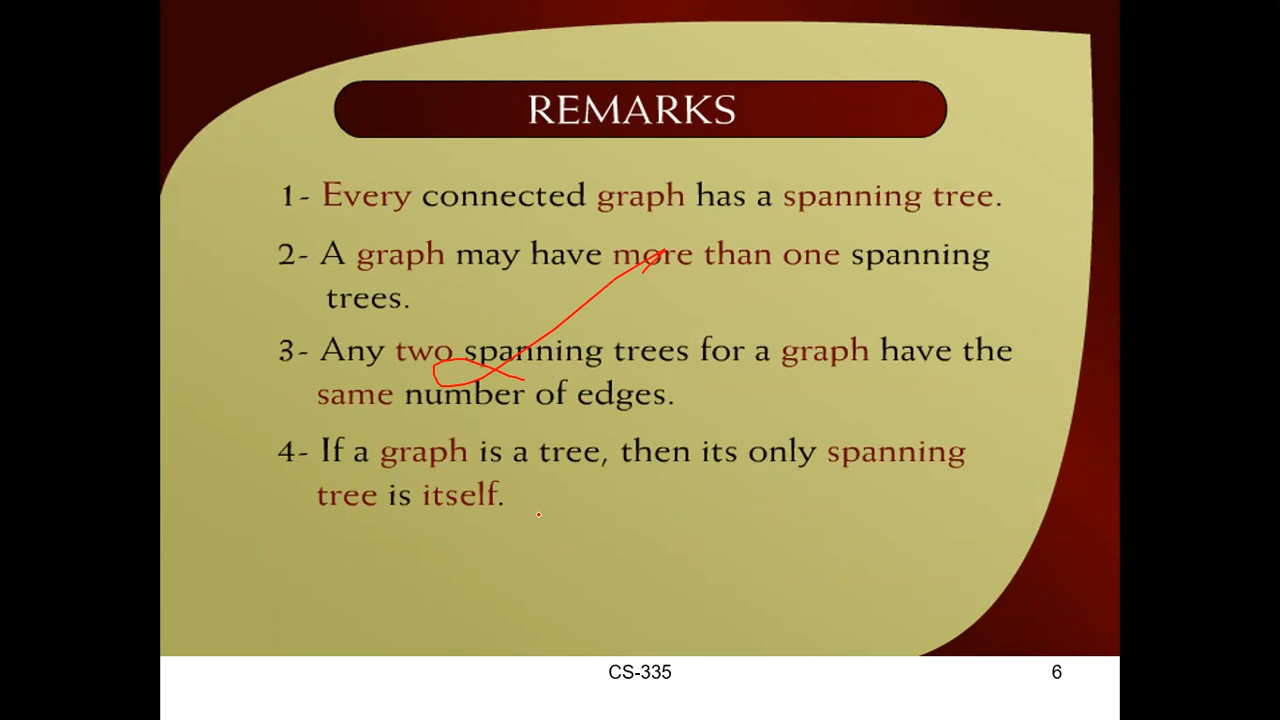 REMARKS
1- Every connected graph has a spanning tree.
2- A graph may have more than one spanning
trees.
3- Any two spanning trees for a graph have the
same number of edges.
4- If a graph is a tree, then its only spanning
tree is itself.
CS-335
6